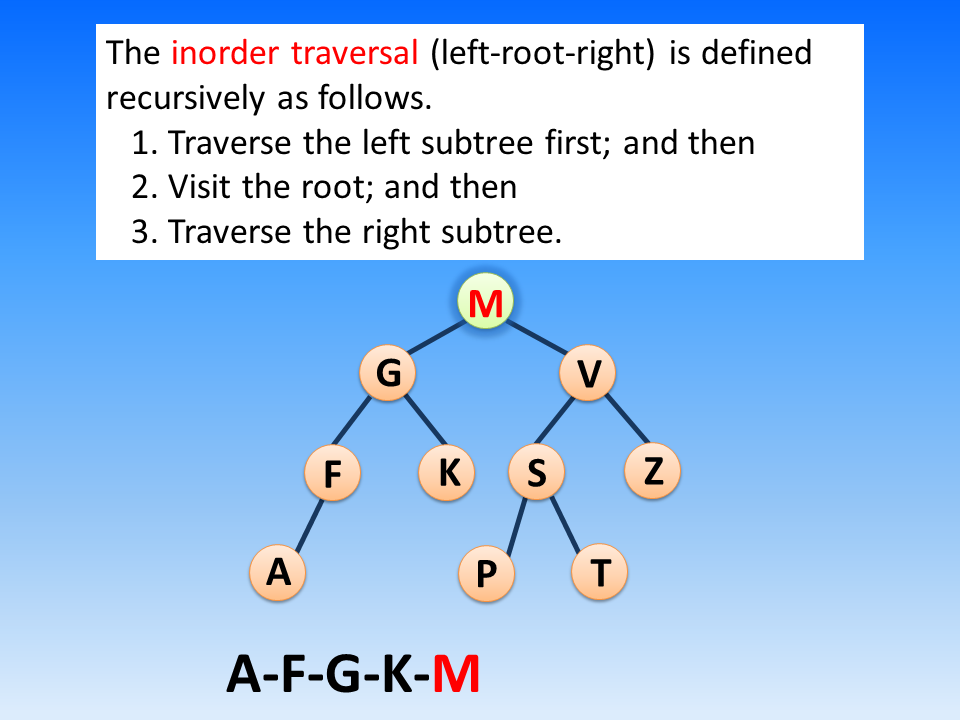 The inorder traversal (left-root-right) is defined
recursively as follows.
1. Traverse the left subtree first; and then
2. Visit the root; and then
3. Traverse the right subtree.
M
G V
F K S Z
A P T
A-F-G-K-M